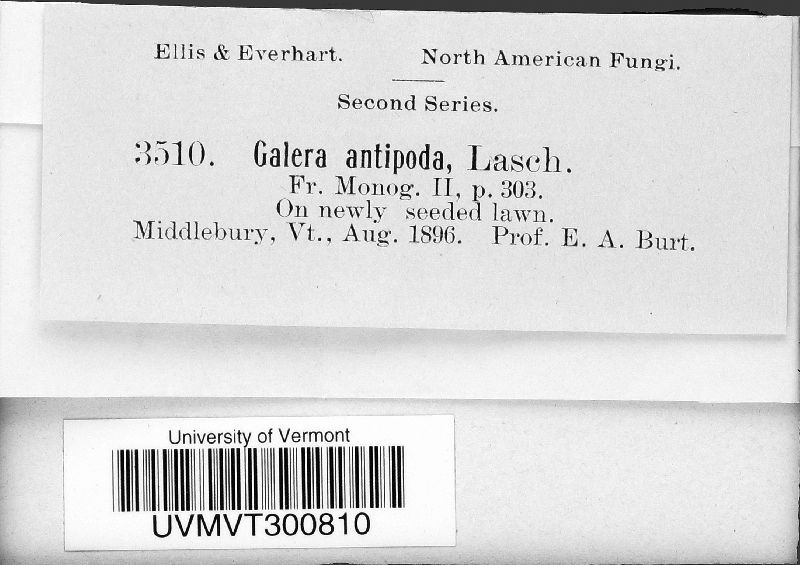 Ellis & Everhart. North American Fungi.
Second Series.
3510. Galera antipoda, Lasch.
Fr. Monog. II, p. 303.
On newly seeded lawn.
Middlebury, Vt., Aug. 1896. Prof. E. A. Burt.
University of Vermont
UVMVT300810